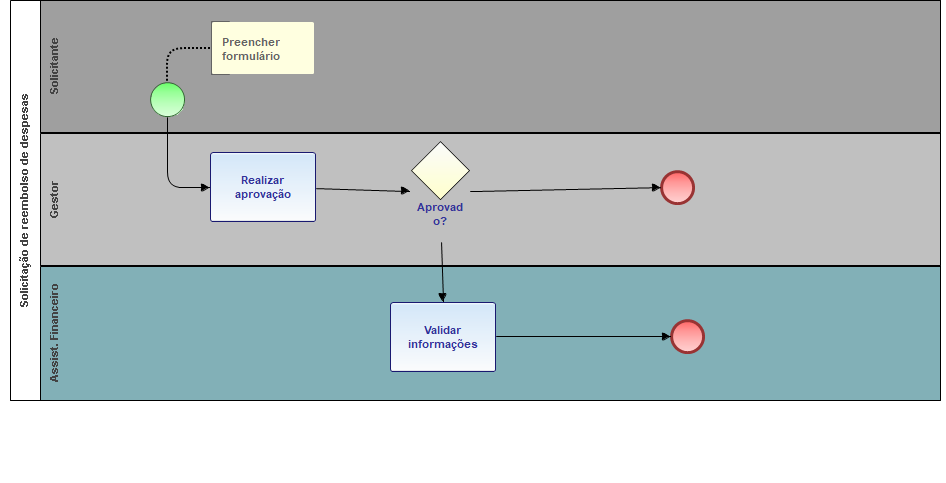 Solicitação de reembolso de despesas
Solicitante
Preencher
formulário
Gestor
Realizar
aprovação
Aprovad
o?
Assist. Financeiro
Validar
informações